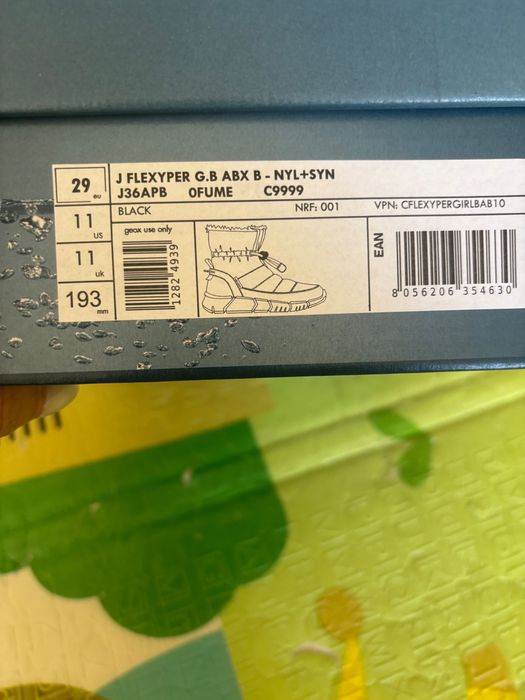 29 eu
11 US
11 uk
193 mm
J FLEXYPER G.B ABX B - NYL+SYN
J36APB 0FUME C9999
BLACK NRF: 001 VPN: CFLEXYPERGIRLBAB10
geox use only
1282 4939
EAN
8 056206 354630